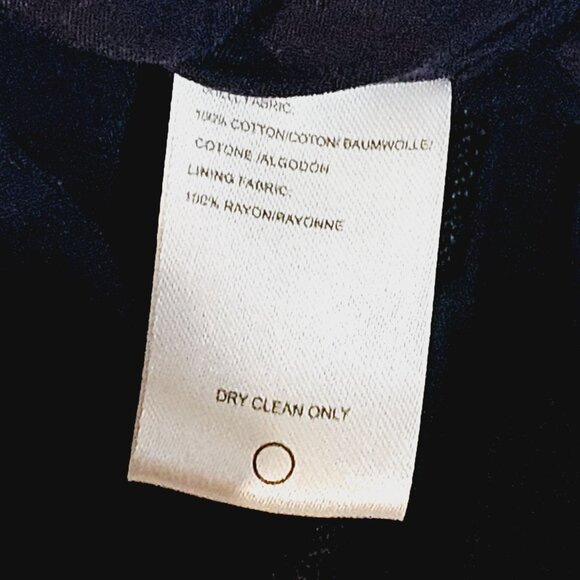 FABRIC:
100% COTTON/COTON/BAUMWOLLE/
COTONE /ALGODÓN
LINING FABRIC:
100% RAYON/RAYONNE
DRY CLEAN ONLY